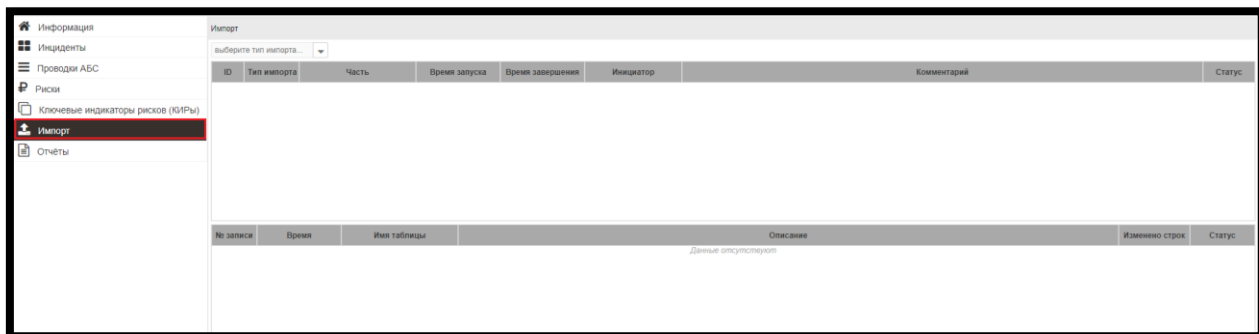 Информация
Инциденты
Проводки АБС
Риски
Ключевые индикаторы рисков (КИРы)
Импорт
Отчёты
Импорт
выберите тип импорта...
ID Тип импорта Часть Время запуска Время завершения Инициатор Комментарий Статус
№ записи Время Имя таблицы Описание Изменено строк Статус
Данные отсутствуют